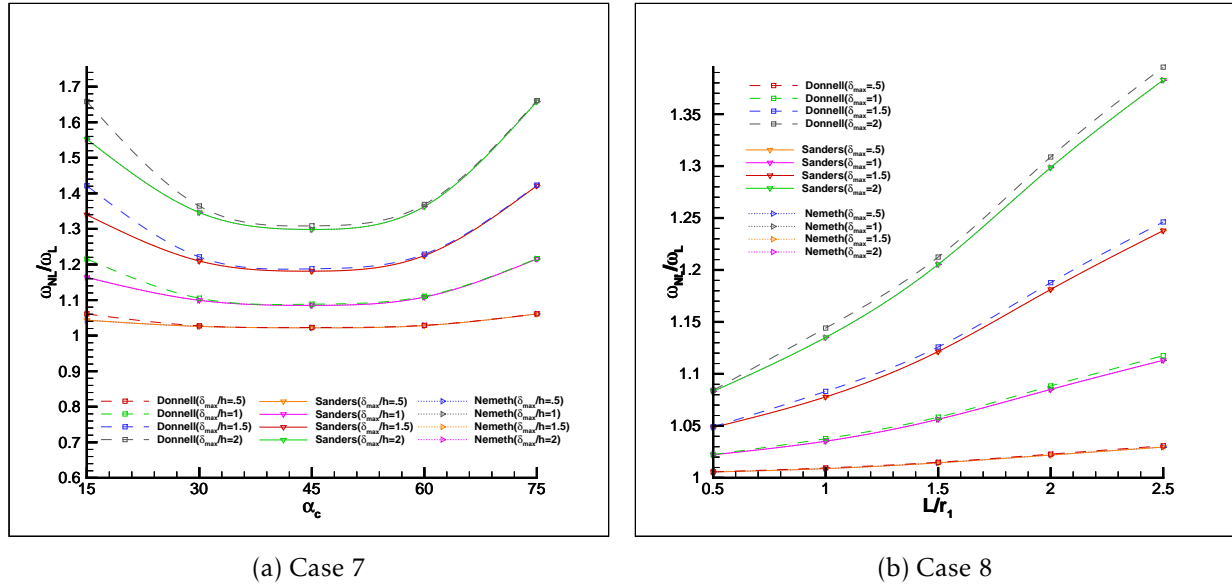 ω_NL/ω_L
1.7
1.6
1.5
1.4
1.3
1.2
1.1
1
0.9
0.8
0.7
0.6
Donnell(δ_max/h=.5)
Donnell(δ_max/h=1)
Donnell(δ_max/h=1.5)
Donnell(δ_max/h=2)
Sanders(δ_max/h=.5)
Sanders(δ_max/h=1)
Sanders(δ_max/h=1.5)
Sanders(δ_max/h=2)
Nemeth(δ_max/h=.5)
Nemeth(δ_max/h=1)
Nemeth(δ_max/h=1.5)
Nemeth(δ_max/h=2)
15 30 45 60 75
α_c
(a) Case 7
ω_NL/ω_L
1.35
1.3
1.25
1.2
1.15
1.1
1.05
1
Donnell(δ_max=.5)
Donnell(δ_max=1)
Donnell(δ_max=1.5)
Donnell(δ_max=2)
Sanders(δ_max=.5)
Sanders(δ_max=1)
Sanders(δ_max=1.5)
Sanders(δ_max=2)
Nemeth(δ_max=.5)
Nemeth(δ_max=1)
Nemeth(δ_max=1.5)
Nemeth(δ_max=2)
0.5 1 1.5 2 2.5
L/r_1
(b) Case 8